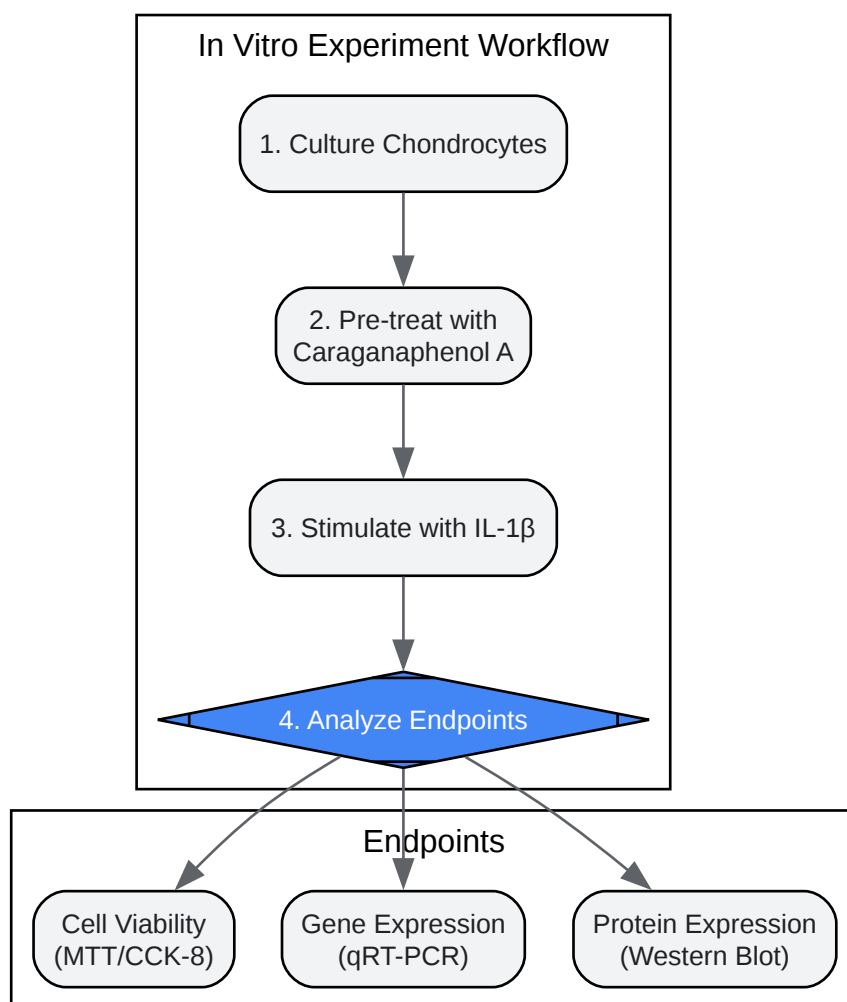 In Vitro Experiment Workflow
1. Culture Chondrocytes
2. Pre-treat with
Caraganaphenol A
3. Stimulate with IL-1β
4. Analyze Endpoints
Endpoints
Cell Viability
(MTT/CCK-8)
Gene Expression
(qRT-PCR)
Protein Expression
(Western Blot)